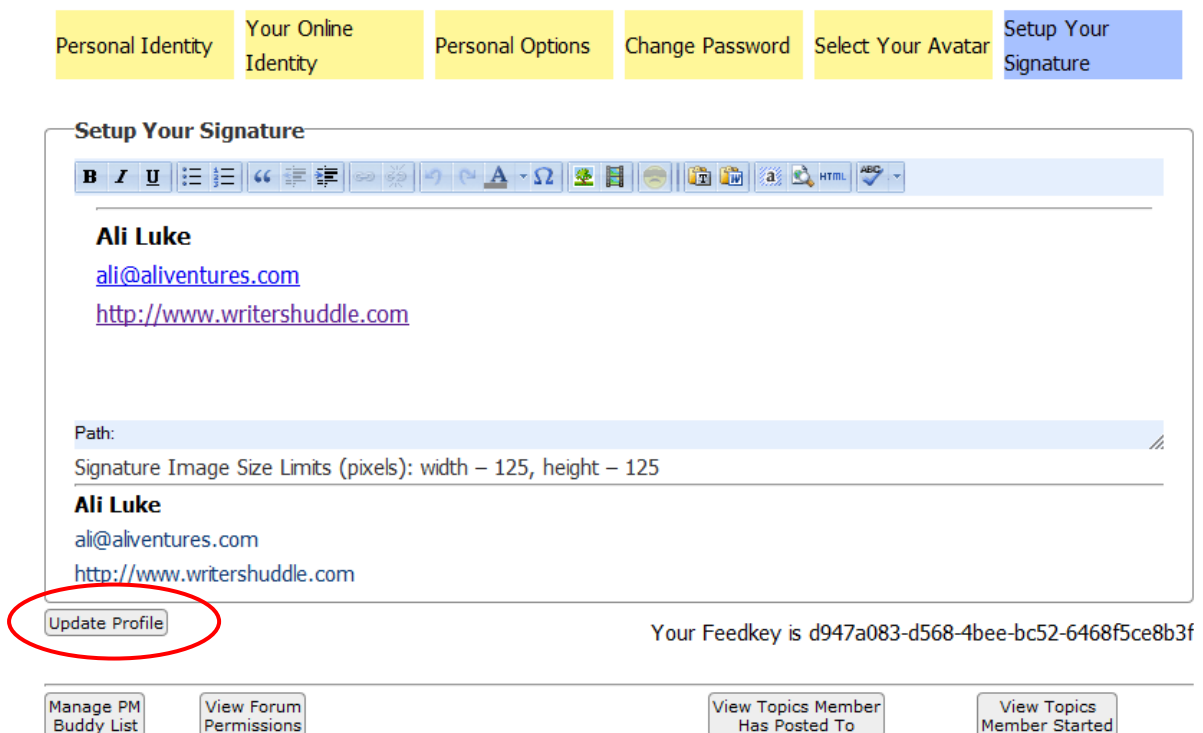 Personal Identity
Your Online Identity
Personal Options
Change Password
Select Your Avatar
Setup Your Signature
Setup Your Signature
B I U “ A Ω T W a HTML ABC
Ali Luke
ali@aliventures.com
http://www.writershuddle.com
Path:
Signature Image Size Limits (pixels): width – 125, height – 125
Ali Luke
ali@aliventures.com
http://www.writershuddle.com
Update Profile
Your Feedkey is d947a083-d568-4bee-bc52-6468f5ce8b3f
Manage PM
Buddy List
View Forum
Permissions
View Topics Member
Has Posted To
View Topics
Member Started